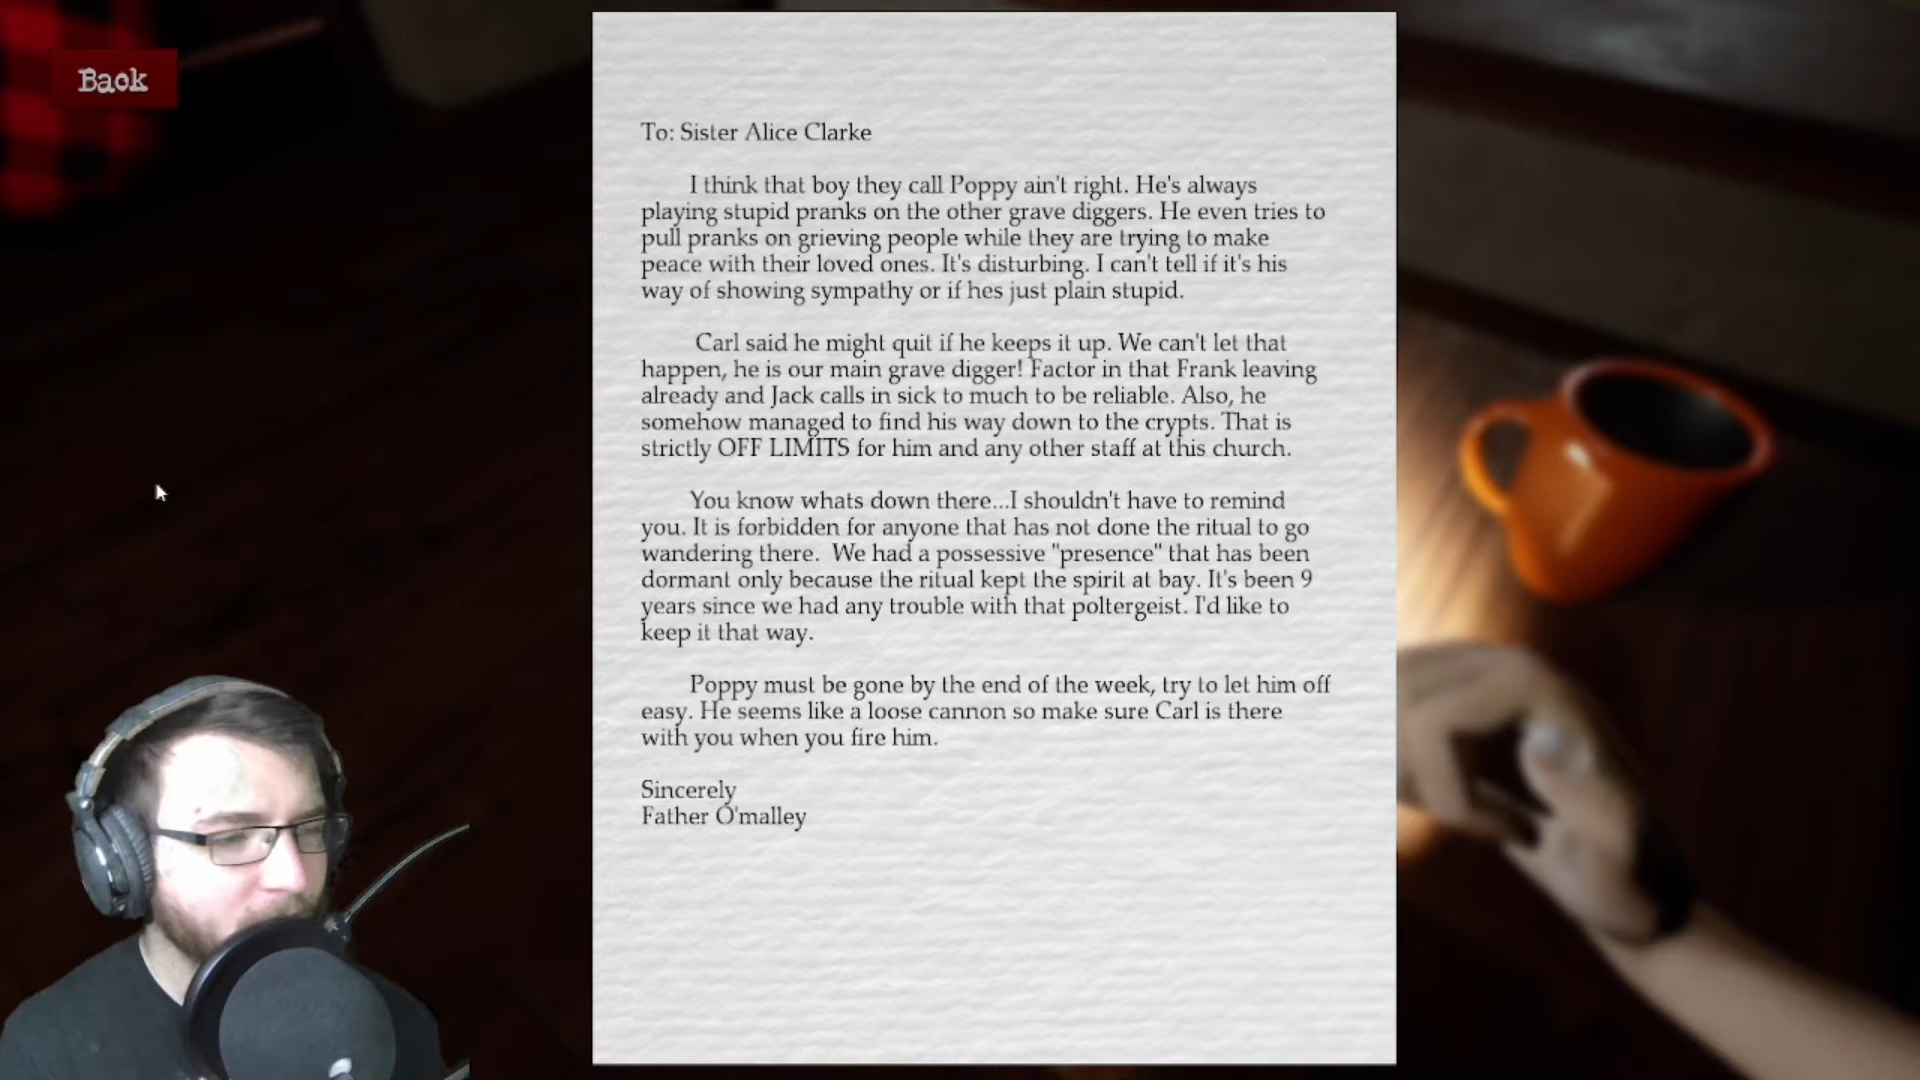 Back
To: Sister Alice Clarke
I think that boy they call Poppy ain't right. He's always
playing stupid pranks on the other grave diggers. He even tries to
pull pranks on grieving people while they are trying to make
peace with their loved ones. It's disturbing. I can't tell if it's his
way of showing sympathy or if hes just plain stupid.
Carl said he might quit if he keeps it up. We can't let that
happen, he is our main grave digger! Factor in that Frank leaving
already and Jack calls in sick to much to be reliable. Also, he
somehow managed to find his way down to the crypts. That is
strictly OFF LIMITS for him and any other staff at this church.
You know whats down there...I shouldn't have to remind
you. It is forbidden for anyone that has not done the ritual to go
wandering there.  We had a possessive "presence" that has been
dormant only because the ritual kept the spirit at bay. It's been 9
years since we had any trouble with that poltergeist. I'd like to
keep it that way.
Poppy must be gone by the end of the week, try to let him off
easy. He seems like a loose cannon so make sure Carl is there
with you when you fire him.
Sincerely
Father O'malley